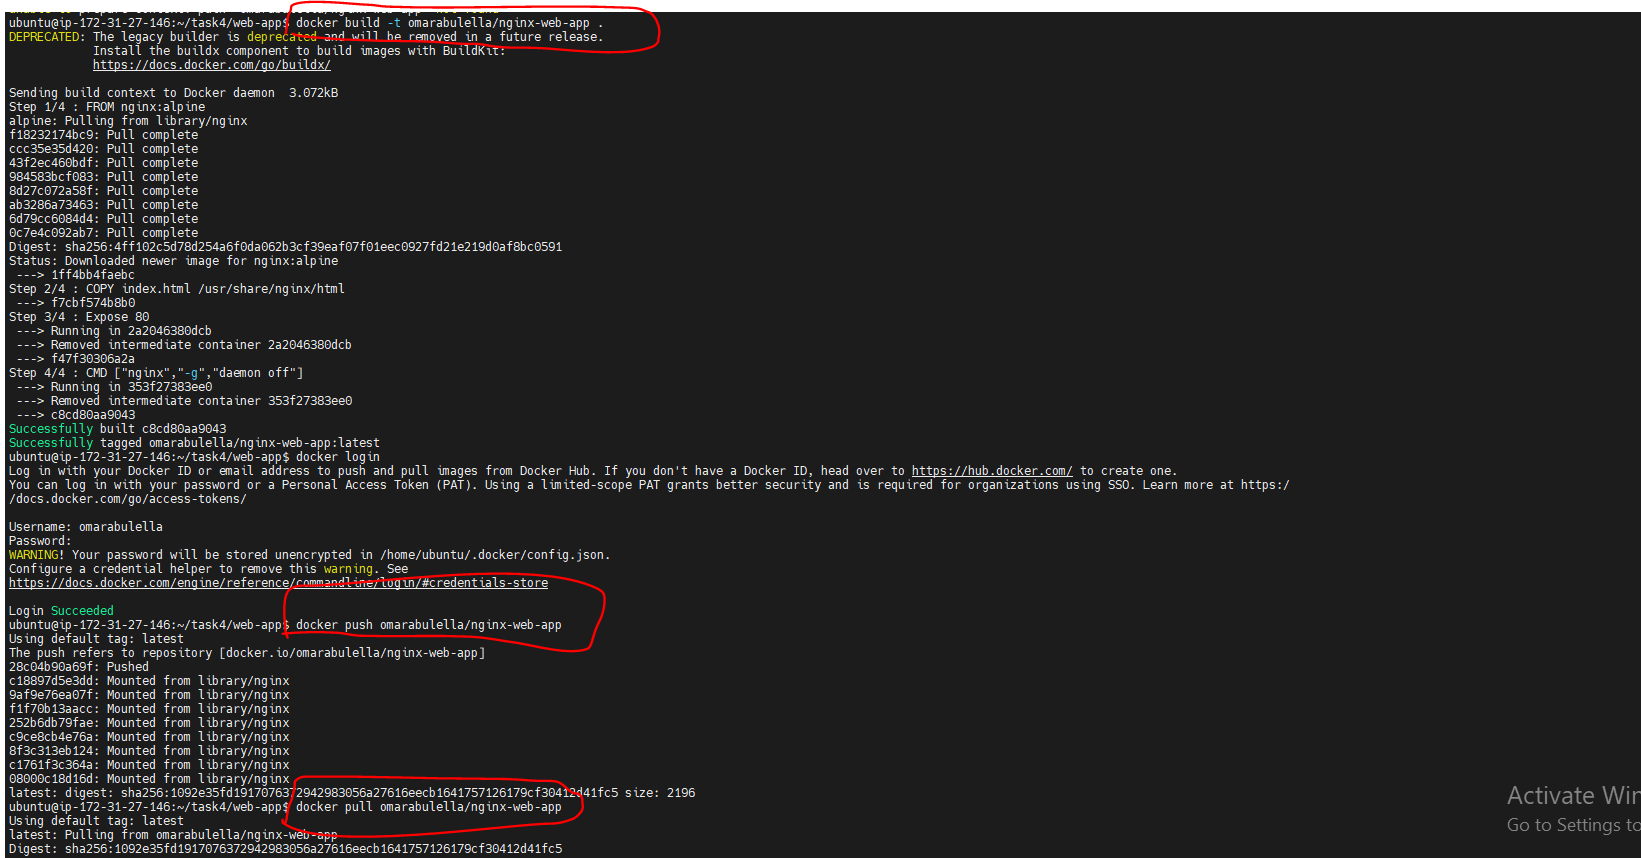 ubuntu@ip-172-31-27-146:~/task4/web-app$ docker build -t omarabulella/nginx-web-app .
DEPRECATED: The legacy builder is deprecated and will be removed in a future release.
Install the buildx component to build images with BuildKit:
https://docs.docker.com/go/buildx/
Sending build context to Docker daemon  3.072kB
Step 1/4 : FROM nginx:alpine
alpine: Pulling from library/nginx
f18232174bc9: Pull complete
ccc35e35d420: Pull complete
43f2ec460bdf: Pull complete
984583bcf083: Pull complete
8d27c072a58f: Pull complete
ab3286a73463: Pull complete
6d79cc6084d4: Pull complete
0c7e4c092ab7: Pull complete
Digest: sha256:4ff102c5d78d254a6f0da062b3cf39eaf07f01eec0927fd21e219d0af8bc0591
Status: Downloaded newer image for nginx:alpine
---> 1ff4bb4faebc
Step 2/4 : COPY index.html /usr/share/nginx/html
---> f7cbf574b8b0
Step 3/4 : Expose 80
---> Running in 2a2046380dcb
---> Removed intermediate container 2a2046380dcb
---> f47f30306a2a
Step 4/4 : CMD ["nginx","-g","daemon off"]
---> Running in 353f27383ee0
---> Removed intermediate container 353f27383ee0
---> c8cd80aa9043
Successfully built c8cd80aa9043
Successfully tagged omarabulella/nginx-web-app:latest
ubuntu@ip-172-31-27-146:~/task4/web-app$ docker login
Log in with your Docker ID or email address to push and pull images from Docker Hub. If you don't have a Docker ID, head over to https://hub.docker.com/ to create one.
You can log in with your password or a Personal Access Token (PAT). Using a limited-scope PAT grants better security and is required for organizations using SSO. Learn more at https:/
/docs.docker.com/go/access-tokens/
Username: omarabulella
Password:
WARNING! Your password will be stored unencrypted in /home/ubuntu/.docker/config.json.
Configure a credential helper to remove this warning. See
https://docs.docker.com/engine/reference/commandline/login/#credentials-store
Login Succeeded
ubuntu@ip-172-31-27-146:~/task4/web-app$ docker push omarabulella/nginx-web-app
Using default tag: latest
The push refers to repository [docker.io/omarabulella/nginx-web-app]
28c04b90a69f: Pushed
c18897d5e3dd: Mounted from library/nginx
9af9e76ea07f: Mounted from library/nginx
f1f70b13aacc: Mounted from library/nginx
252b6db79fae: Mounted from library/nginx
c9ce8cb4e76a: Mounted from library/nginx
8f3c313eb124: Mounted from library/nginx
c1761f3c364a: Mounted from library/nginx
08000c18d16d: Mounted from library/nginx
latest: digest: sha256:1092e35fd1917076372942983056a27616eecb1641757126179cf30412d41fc5 size: 2196
ubuntu@ip-172-31-27-146:~/task4/web-app$ docker pull omarabulella/nginx-web-app
Using default tag: latest
latest: Pulling from omarabulella/nginx-web-app
Digest: sha256:1092e35fd1917076372942983056a27616eecb1641757126179cf30412d41fc5
Activate Win
Go to Settings to